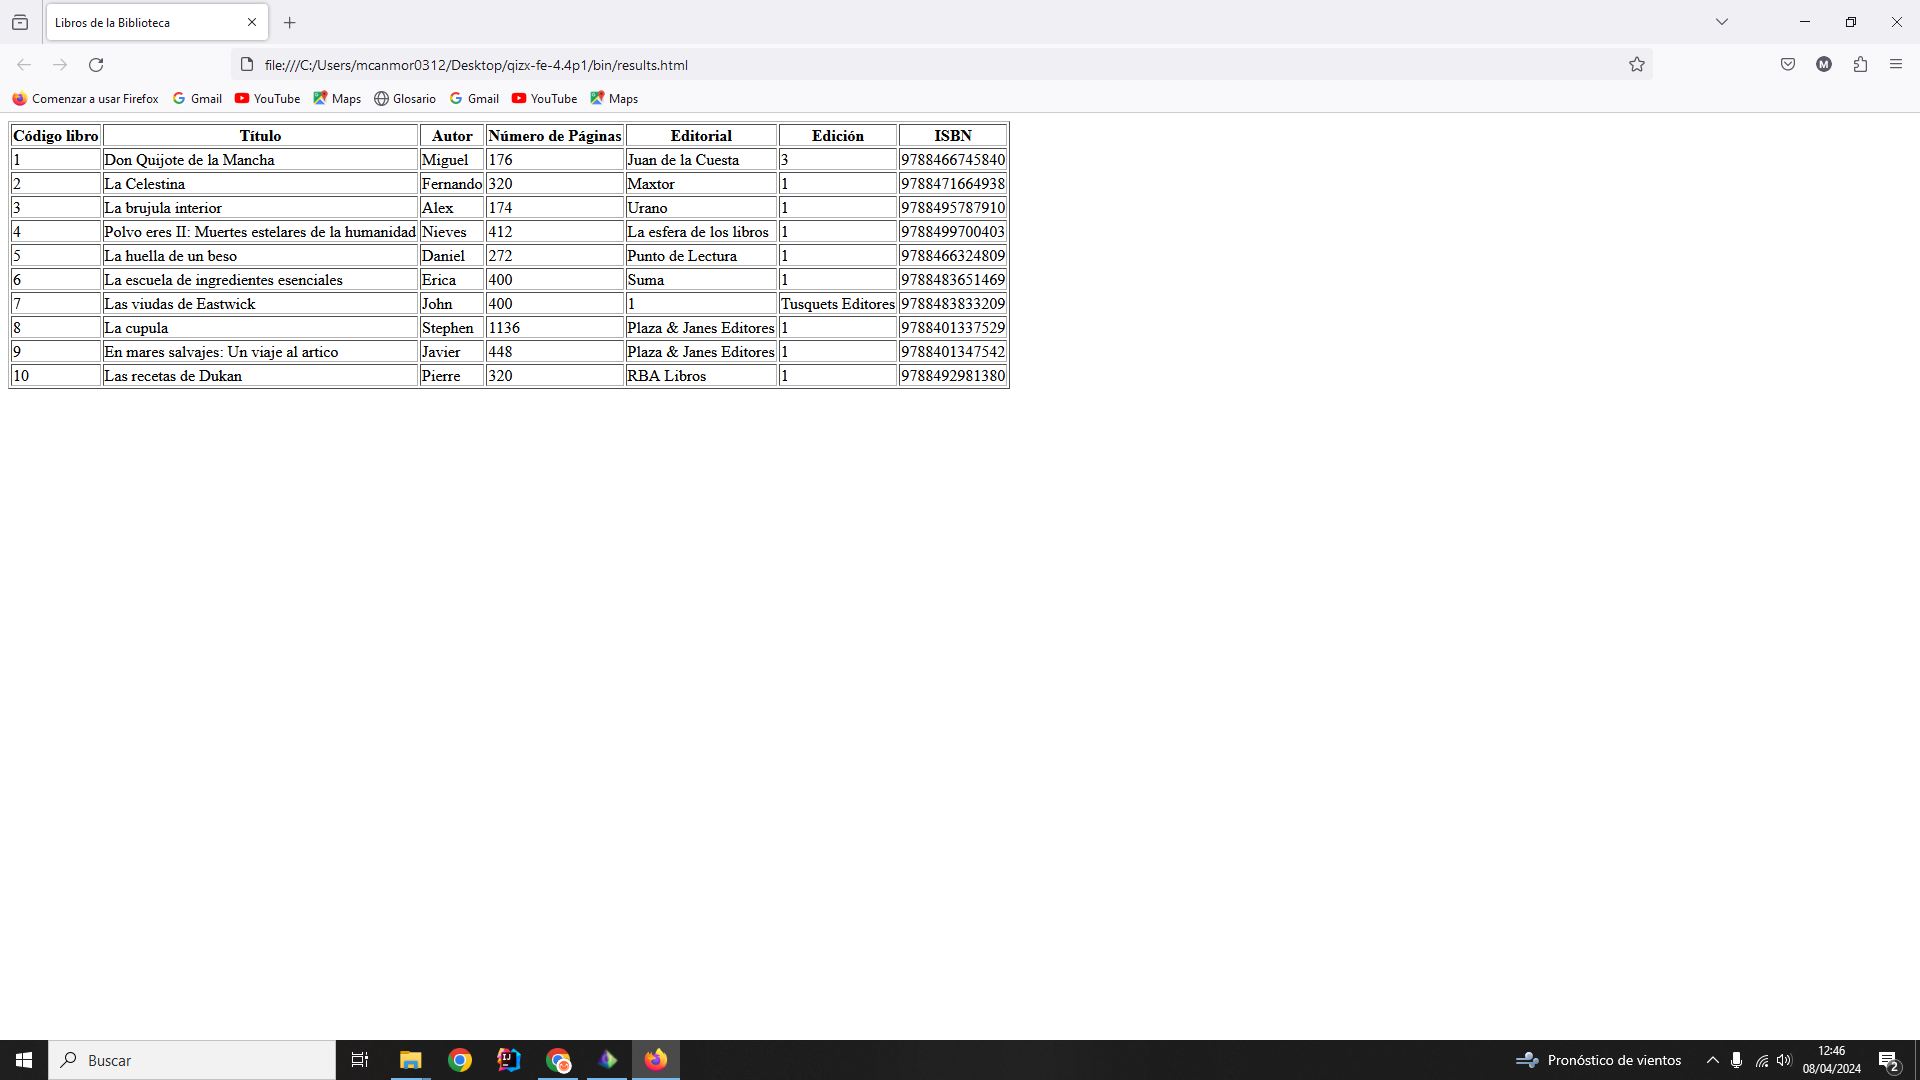 Libros de la Biblioteca
file:///C:/Users/mcanmor0312/Desktop/qizx-fe-4.4p1/bin/results.html
M
Comenzar a usar Firefox Gmail YouTube Maps Glosario Gmail YouTube Maps
Código libro Título Autor Número de Páginas Editorial Edición ISBN
1 Don Quijote de la Mancha Miguel 176 Juan de la Cuesta 3 9788466745840
2 La Celestina Fernando 320 Maxtor 1 9788471664938
3 La brujula interior Alex 174 Urano 1 9788495787910
4 Polvo eres II: Muertes estelares de la humanidad Nieves 412 La esfera de los libros 1 9788499700403
5 La huella de un beso Daniel 272 Punto de Lectura 1 9788466324809
6 La escuela de ingredientes esenciales Erica 400 Suma 1 9788483651469
7 Las viudas de Eastwick John 400 1 Tusquets Editores 9788483833209
8 La cupula Stephen 1136 Plaza & Janes Editores 1 9788401337529
9 En mares salvajes: Un viaje al artico Javier 448 Plaza & Janes Editores 1 9788401347542
10 Las recetas de Dukan Pierre 320 RBA Libros 1 9788492981380
Buscar
Pronóstico de vientos
12:46
08/04/2024
2